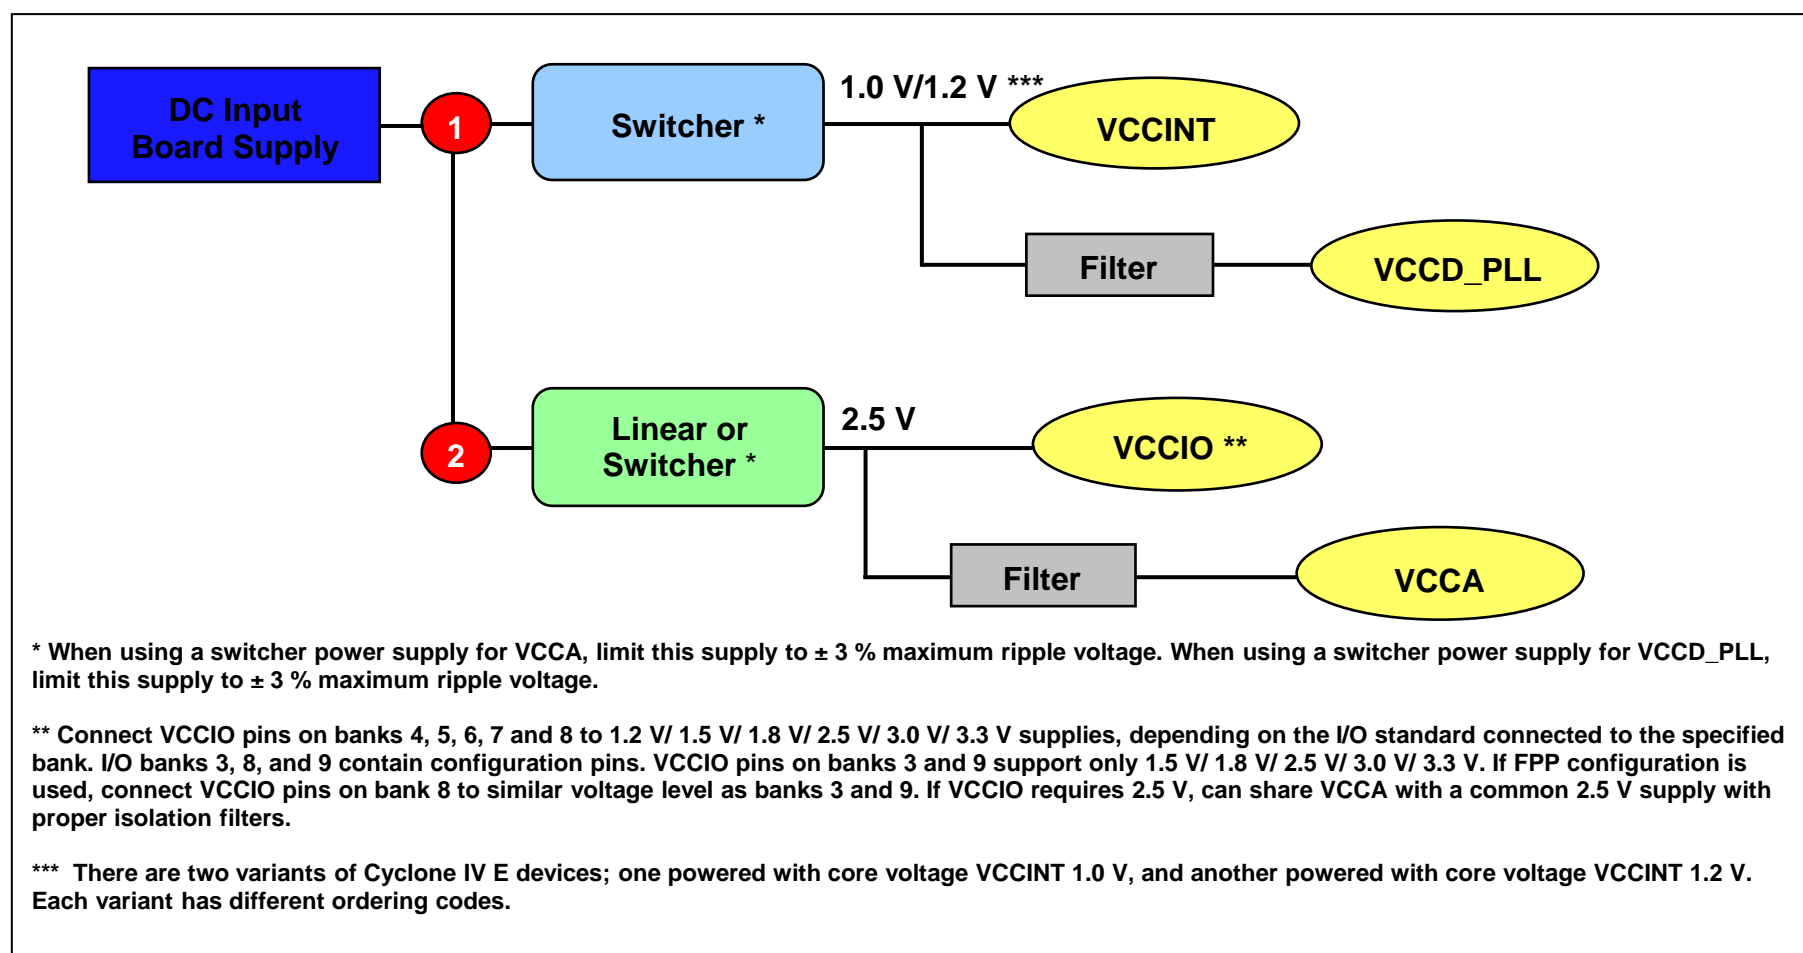 DC Input
Board Supply
1
Switcher *
1.0 V/1.2 V ***
VCCINT
Filter
VCCD_PLL
2
Linear or
Switcher *
2.5 V
VCCIO **
Filter
VCCA
* When using a switcher power supply for VCCA, limit this supply to ± 3 % maximum ripple voltage. When using a switcher power supply for VCCD_PLL,
limit this supply to ± 3 % maximum ripple voltage.
** Connect VCCIO pins on banks 4, 5, 6, 7 and 8 to 1.2 V/ 1.5 V/ 1.8 V/ 2.5 V/ 3.0 V/ 3.3 V supplies, depending on the I/O standard connected to the specified
bank. I/O banks 3, 8, and 9 contain configuration pins. VCCIO pins on banks 3 and 9 support only 1.5 V/ 1.8 V/ 2.5 V/ 3.0 V/ 3.3 V. If FPP configuration is
used, connect VCCIO pins on bank 8 to similar voltage level as banks 3 and 9. If VCCIO requires 2.5 V, can share VCCA with a common 2.5 V supply with
proper isolation filters.
*** There are two variants of Cyclone IV E devices; one powered with core voltage VCCINT 1.0 V, and another powered with core voltage VCCINT 1.2 V.
Each variant has different ordering codes.